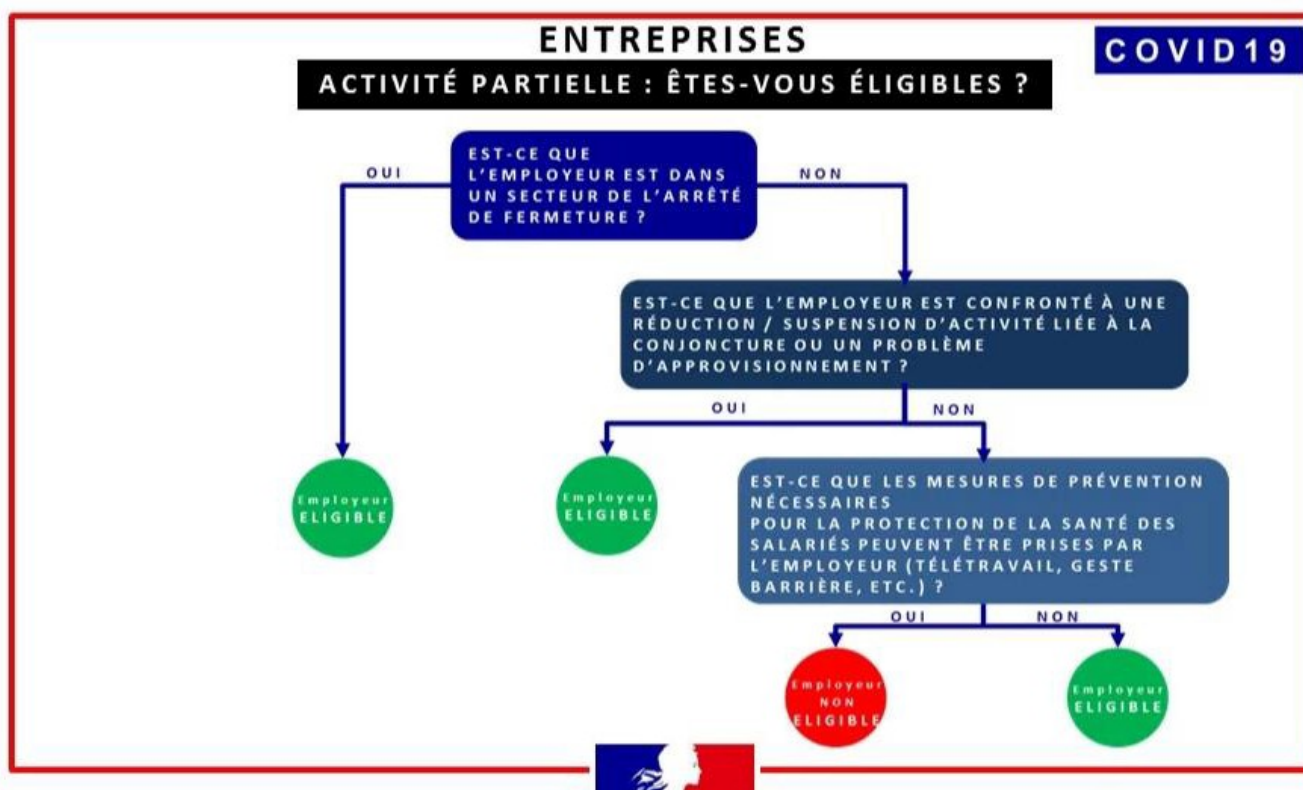 ENTREPRISES
COVID19
ACTIVITÉ PARTIELLE : ÊTES-VOUS ÉLIGIBLES ?
EST-CE QUE
L'EMPLOYEUR EST DANS
UN SECTEUR DE L'ARRÊTÉ
DE FERMETURE ?
OUI
NON
EST-CE QUE L'EMPLOYEUR EST CONFRONTÉ À UNE
RÉDUCTION / SUSPENSION D'ACTIVITÉ LIÉE À LA
CONJONCTURE OU UN PROBLÈME
D'APPROVISIONNEMENT ?
OUI
NON
Employeur
ELIGIBLE
Employeur
ELIGIBLE
EST-CE QUE LES MESURES DE PRÉVENTION
NÉCESSAIRES
POUR LA PROTECTION DE LA SANTÉ DES
SALARIÉS PEUVENT ÊTRE PRISES PAR
L'EMPLOYEUR (TÉLÉTRAVAIL, GESTE
BARRIÈRE, ETC.) ?
OUI
NON
Employeur
NON
ELIGIBLE
Employeur
ELIGIBLE